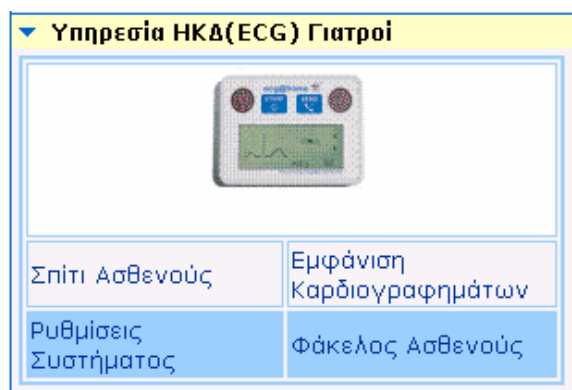 Υπηρεσία ΗΚΔ(ECG) Γιατροί
Σπίτι Ασθενούς
Εμφάνιση
Καρδιογραφημάτων
Ρυθμίσεις
Συστήματος
Φάκελος Ασθενούς